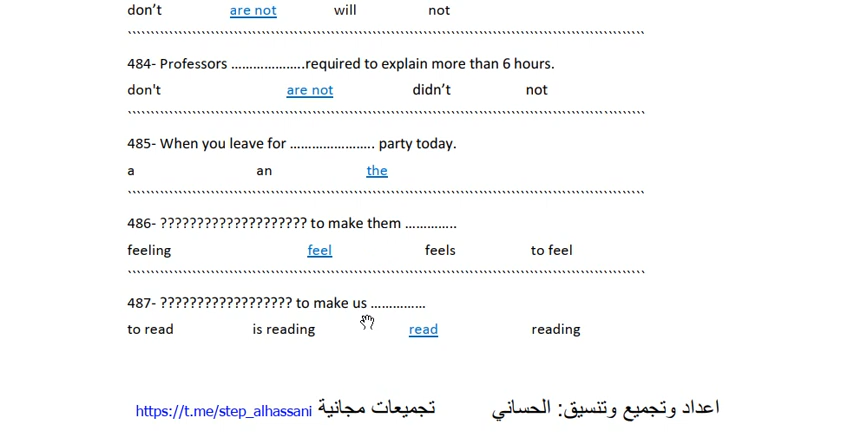 don’t are not will not
484- Professors ………………..required to explain more than 6 hours.
don't are not didn’t not
485- When you leave for ………………….. party today.
a an the
486- ???????????????????? to make them …………..
feeling feel feels to feel
487- ?????????????????? to make us ……………
to read is reading read reading
اعداد وتجميع وتنسيق: الحساني تجميعات مجانية https://t.me/step_alhassani